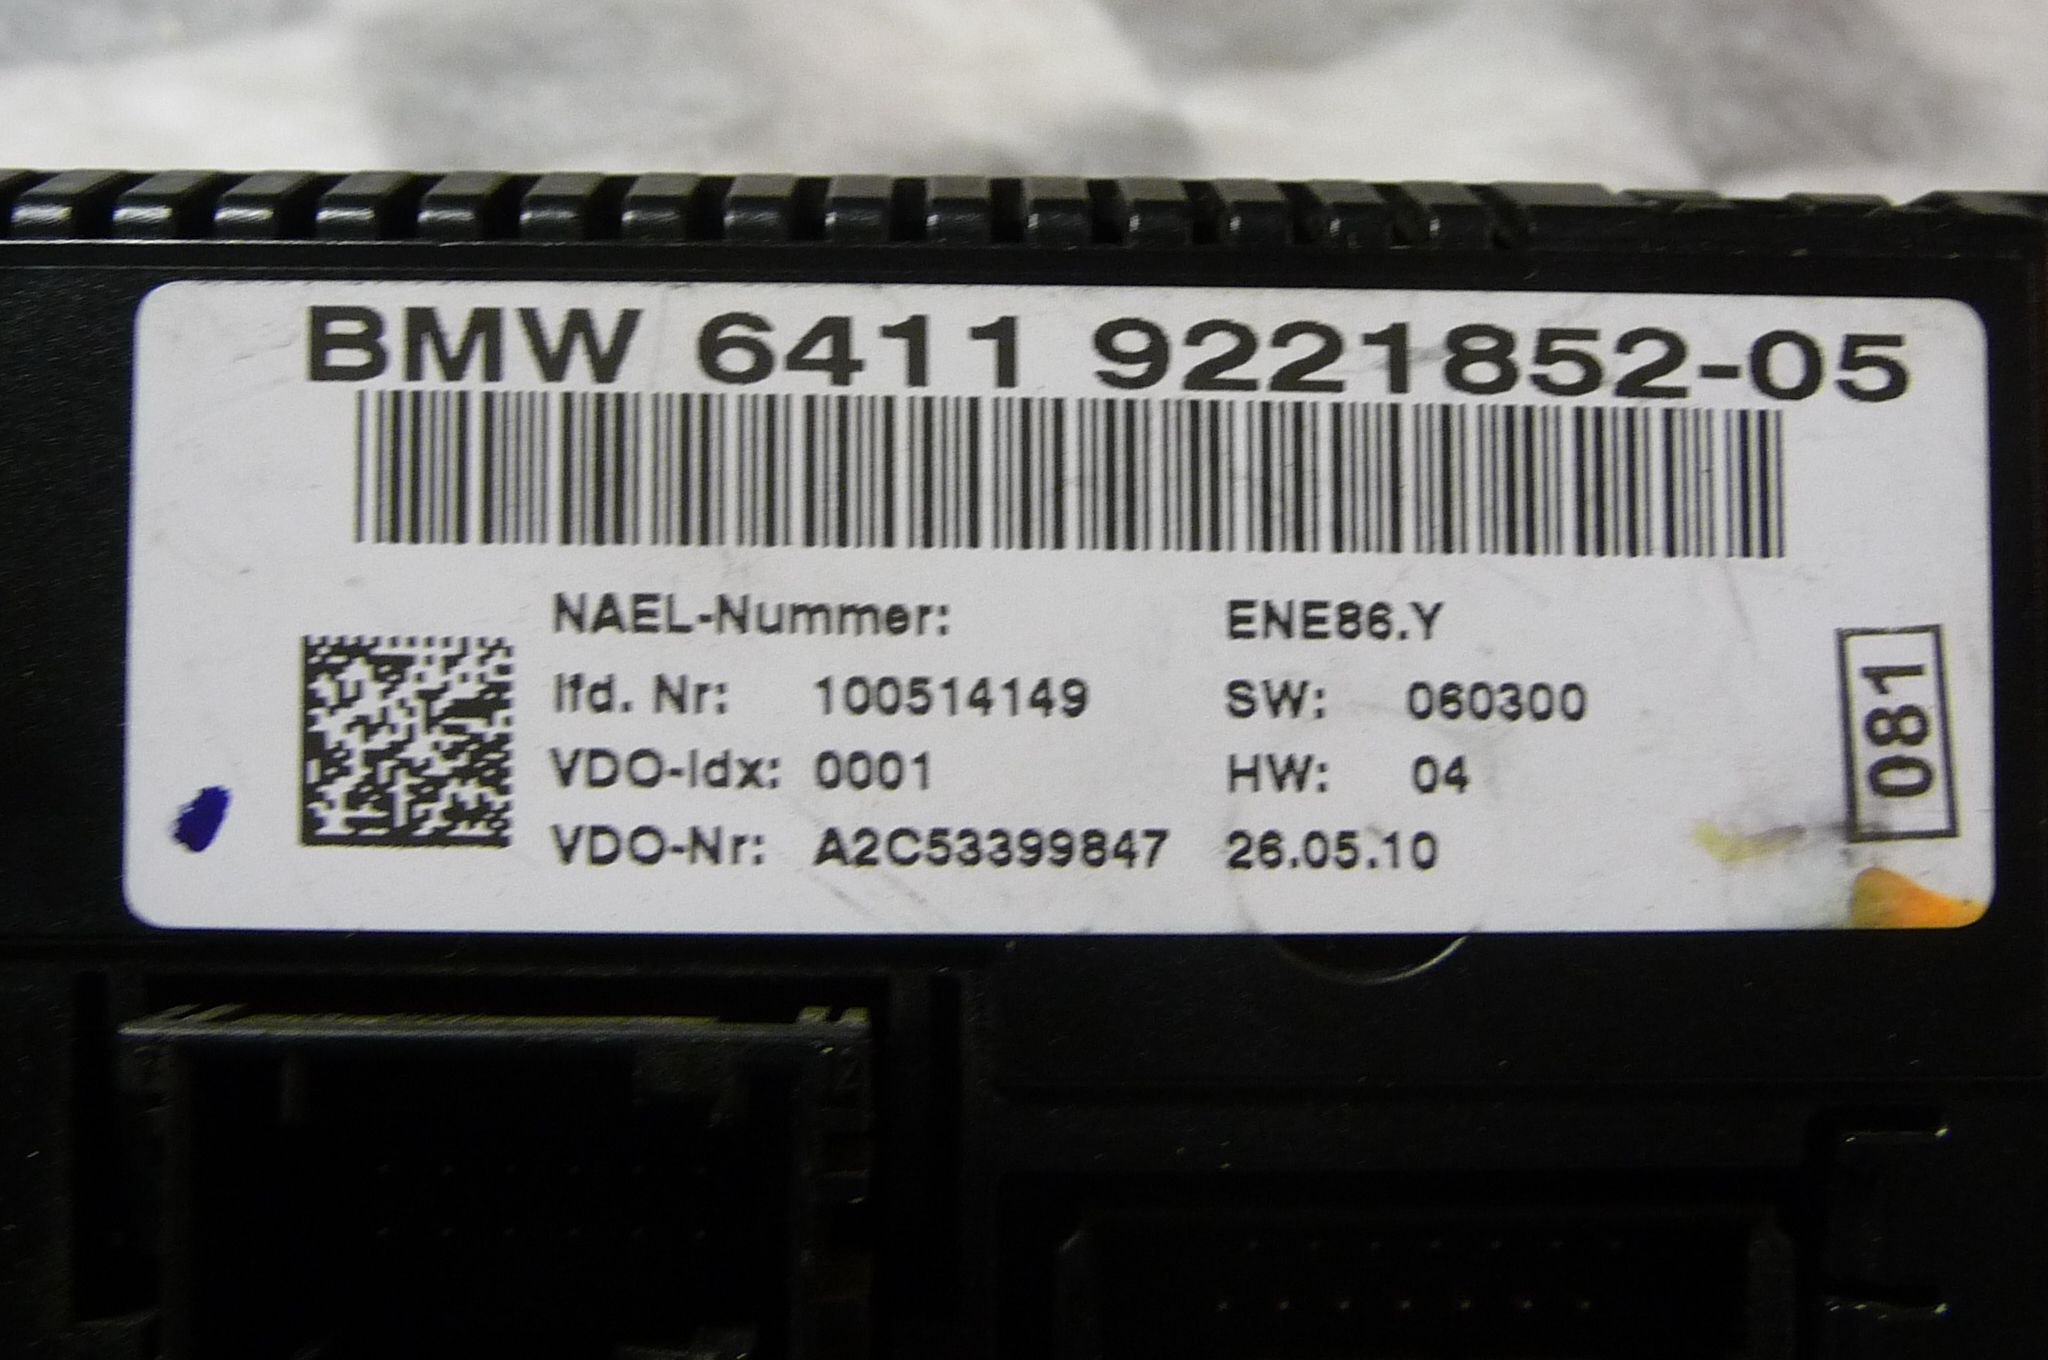 BMW 6411 9221852-05
NAEL-Nummer: ENE86.Y
lfd. Nr: 100514149 SW: 060300
VDO-Idx: 0001 HW: 04
VDO-Nr: A2C53399847 26.05.10
081